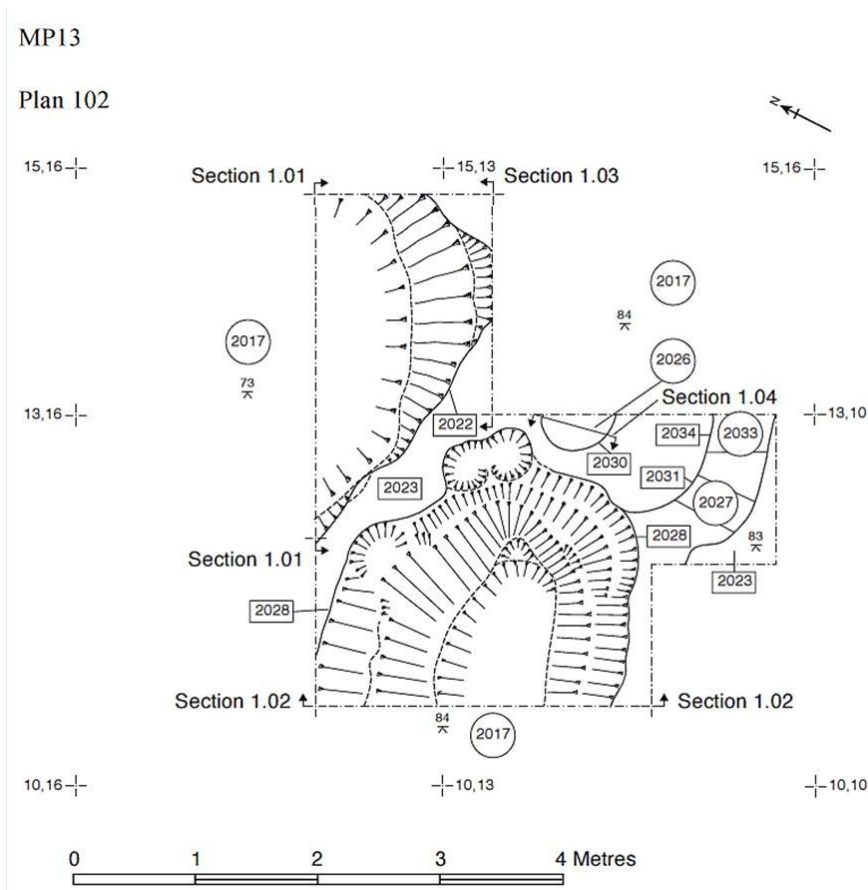 MP13
Plan 102
N
15,16
15,13
15,16
Section 1.01
Section 1.03
2017
84
2017
2026
73
Section 1.04
13,16
13,10
2022
2034
2033
2030
2031
2023
2027
2028
83
Section 1.01
2023
2028
Section 1.02
84
2017
Section 1.02
10,16
10,13
10,10
0 1 2 3 4 Metres